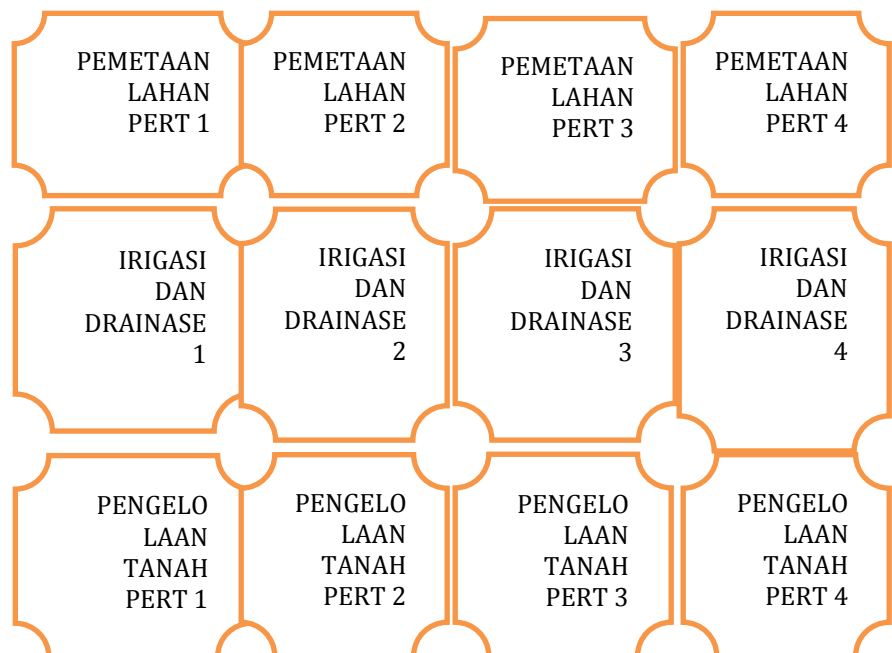 PEMETAAN
LAHAN
PERT 1
PEMETAAN
LAHAN
PERT 2
PEMETAAN
LAHAN
PERT 3
PEMETAAN
LAHAN
PERT 4
IRIGASI
DAN
DRAINASE
1
IRIGASI
DAN
DRAINASE
2
IRIGASI
DAN
DRAINASE
3
IRIGASI
DAN
DRAINASE
4
PENGELO
LAAN
TANAH
PERT 1
PENGELO
LAAN
TANAH
PERT 2
PENGELO
LAAN
TANAH
PERT 3
PENGELO
LAAN
TANAH
PERT 4